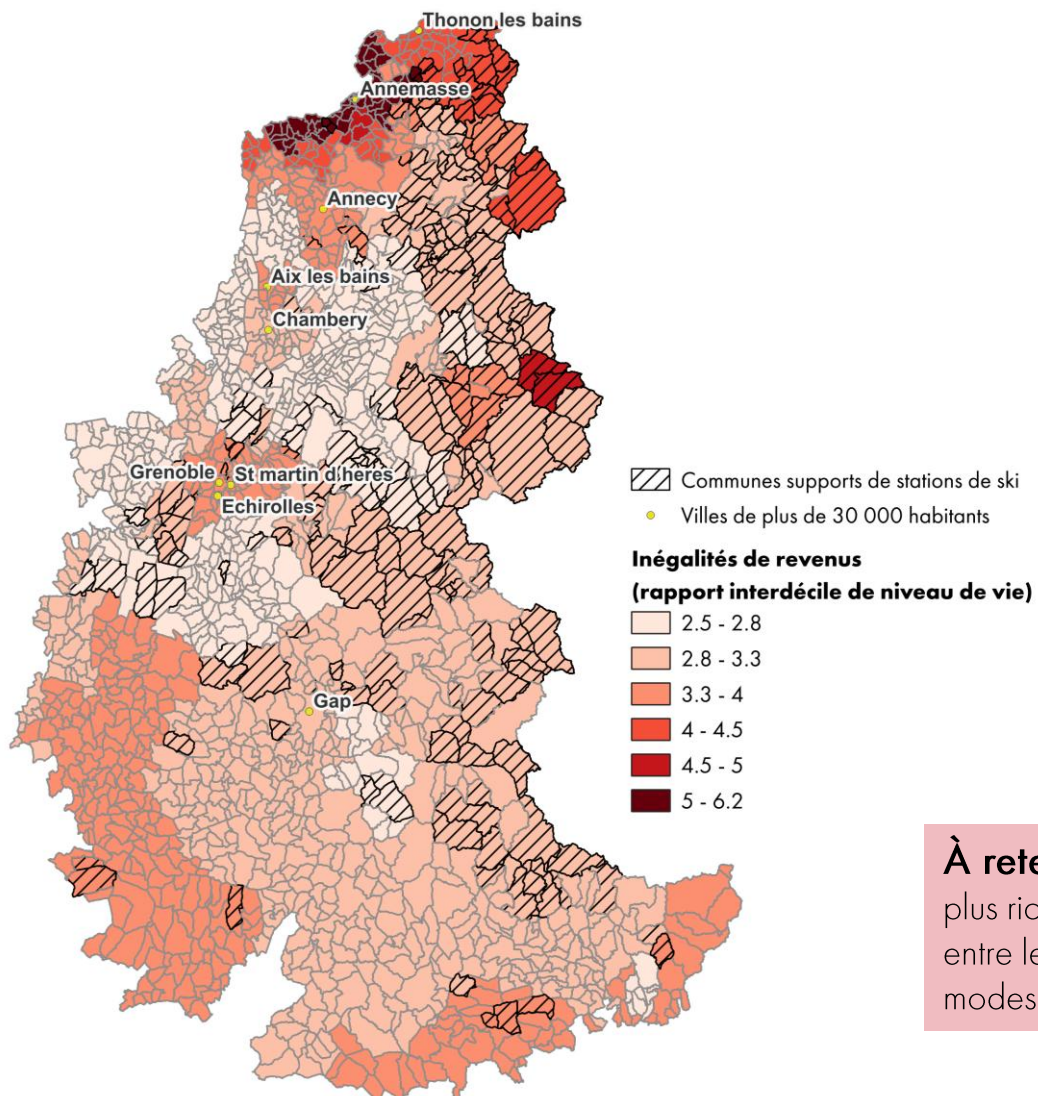 Thonon les bains
Annemasse
Annecy
Aix les bains
Chambery
Grenoble
St martin d heres
Echirolles
Gap
Communes supports de stations de ski
Villes de plus de 30 000 habitants
Inégalités de revenus
(rapport interdécile de niveau de vie)
2.5 - 2.8
2.8 - 3.3
3.3 - 4
4 - 4.5
4.5 - 5
5 - 6.2
À rete
plus ric
entre le
modes